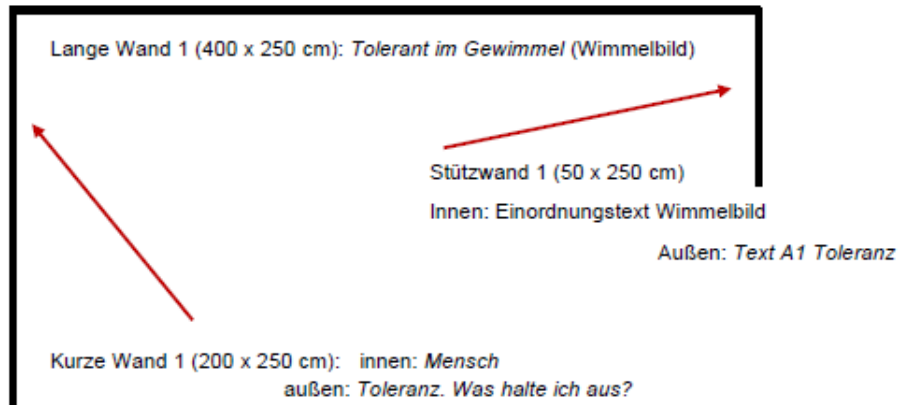 Lange Wand 1 (400 x 250 cm): Tolerant im Gewimmel (Wimmelbild)
Stützwand 1 (50 x 250 cm)
Innen: Einordnungstext Wimmelbild
Außen: Text A1 Toleranz
Kurze Wand 1 (200 x 250 cm): innen: Mensch
außen: Toleranz. Was halte ich aus?